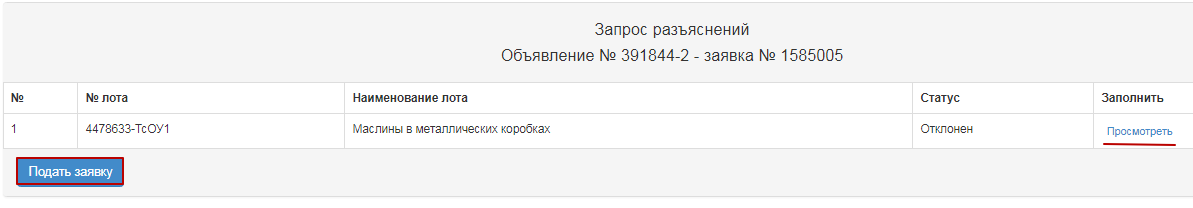 Запрос разъяснений
Объявление № 391844-2 - заявка № 1585005
№ № лота Наименование лота Статус Заполнить
1 4478633-ТсОУ1 Маслины в металлических коробках Отклонен Просмотреть
Подать заявку